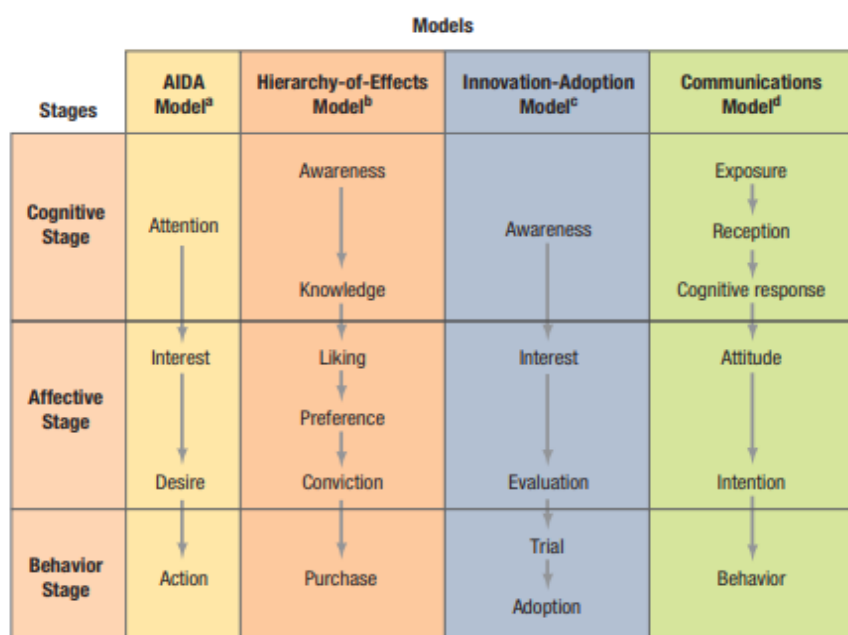 Models
Stages
AIDA
Modelᵃ
Hierarchy-of-Effects
Modelᵇ
Innovation-Adoption
Modelᶜ
Communications
Modelᵈ
Cognitive
Stage
Attention
Awareness
Knowledge
Awareness
Exposure
Reception
Cognitive response
Affective
Stage
Interest
Desire
Liking
Preference
Conviction
Interest
Evaluation
Attitude
Intention
Behavior
Stage
Action
Purchase
Trial
Adoption
Behavior